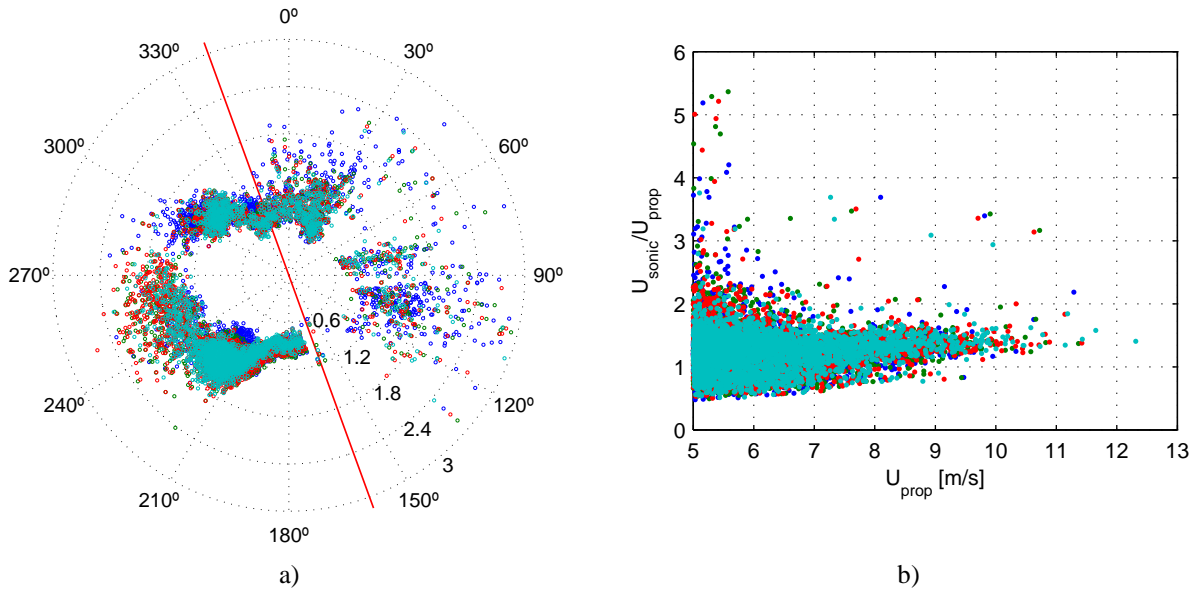 0º
30º
60º
90º
120º
150º
180º
210º
240º
270º
300º
330º
0.6
1.2
1.8
2.4
3
a)
6
5
4
3
2
1
0
U_sonic/U_prop
5 6 7 8 9 10 11 12 13
U_prop [m/s]
b)